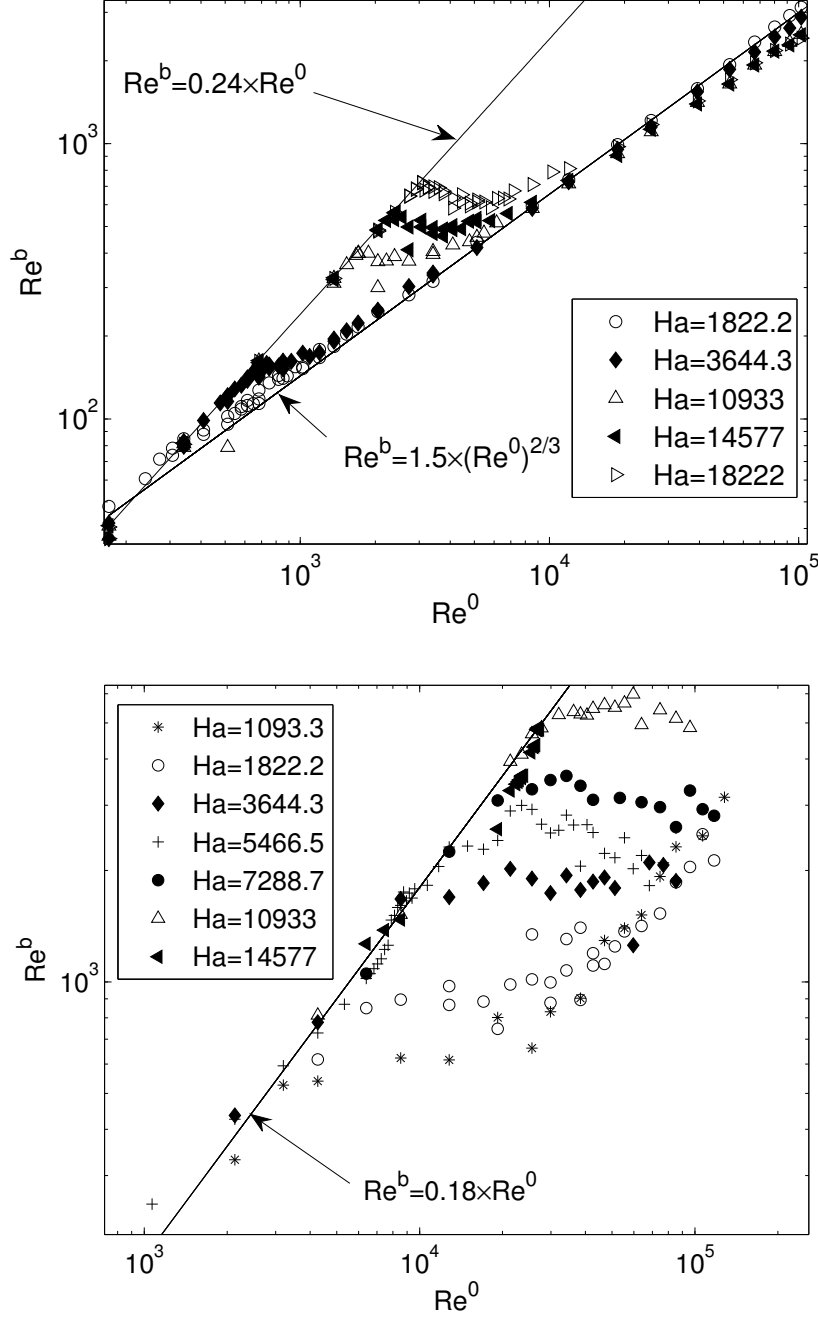 Re^b=0.24×Re^0
10^3
10^2
Re^b
Ha=1822.2
Ha=3644.3
Ha=10933
Ha=14577
Ha=18222
Re^b=1.5×(Re^0)^{2/3}
10^3
10^4
10^5
Re^0
Ha=1093.3
Ha=1822.2
Ha=3644.3
Ha=5466.5
Ha=7288.7
Ha=10933
Ha=14577
Re^b
10^3
Re^b=0.18×Re^0
10^3
10^4
10^5
Re^0